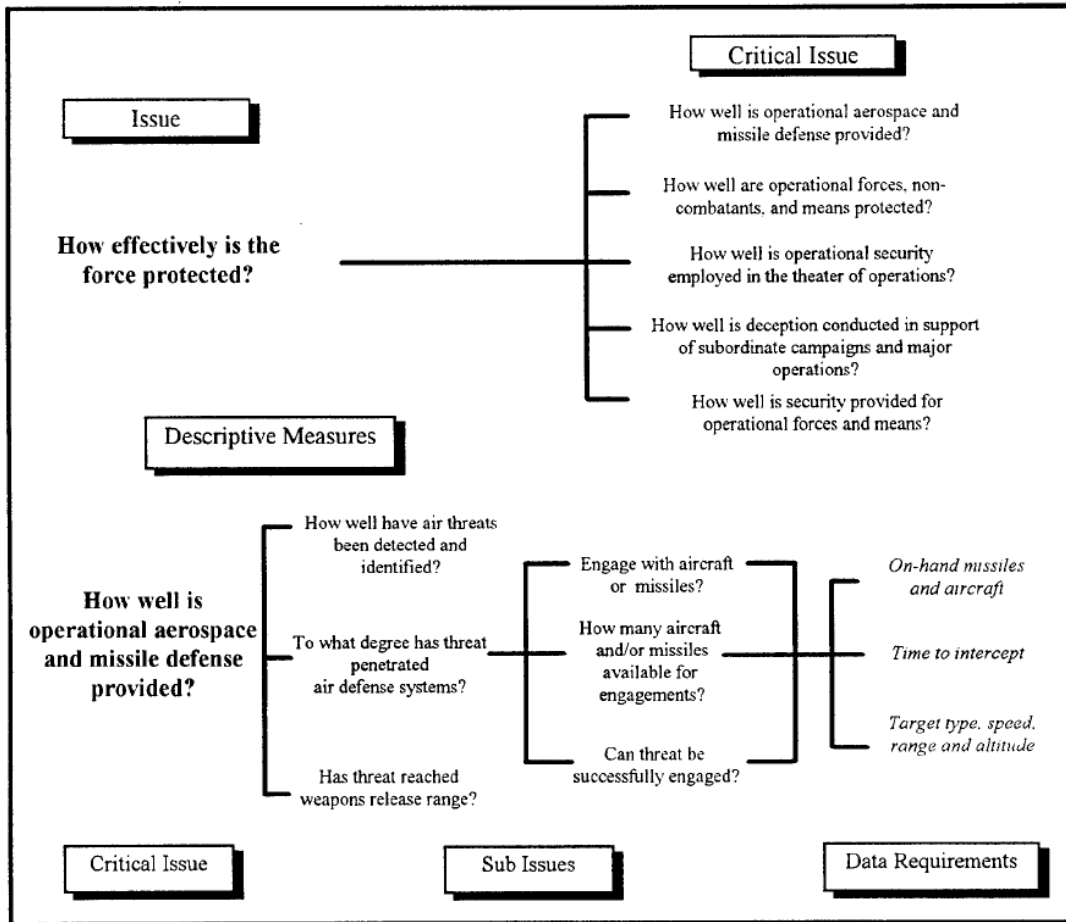 Critical Issue
Issue
How well is operational aerospace and
missile defense provided?
How well are operational forces, non-
combatants, and means protected?
How effectively is the
force protected?
How well is operational security
employed in the theater of operations?
How well is deception conducted in support
of subordinate campaigns and major
operations?
How well is security provided for
operational forces and means?
Descriptive Measures
How well is
operational aerospace
and missile defense
provided?
How well have air threats
been detected and
identified?
To what degree has threat
penetrated
air defense systems?
Has threat reached
weapons release range?
Engage with aircraft
or missiles?
How many aircraft
and/or missiles
available for
engagements?
Can threat be
successfully engaged?
On-hand missiles
and aircraft
Time to intercept
Target type, speed,
range and altitude
Critical Issue
Sub Issues
Data Requirements